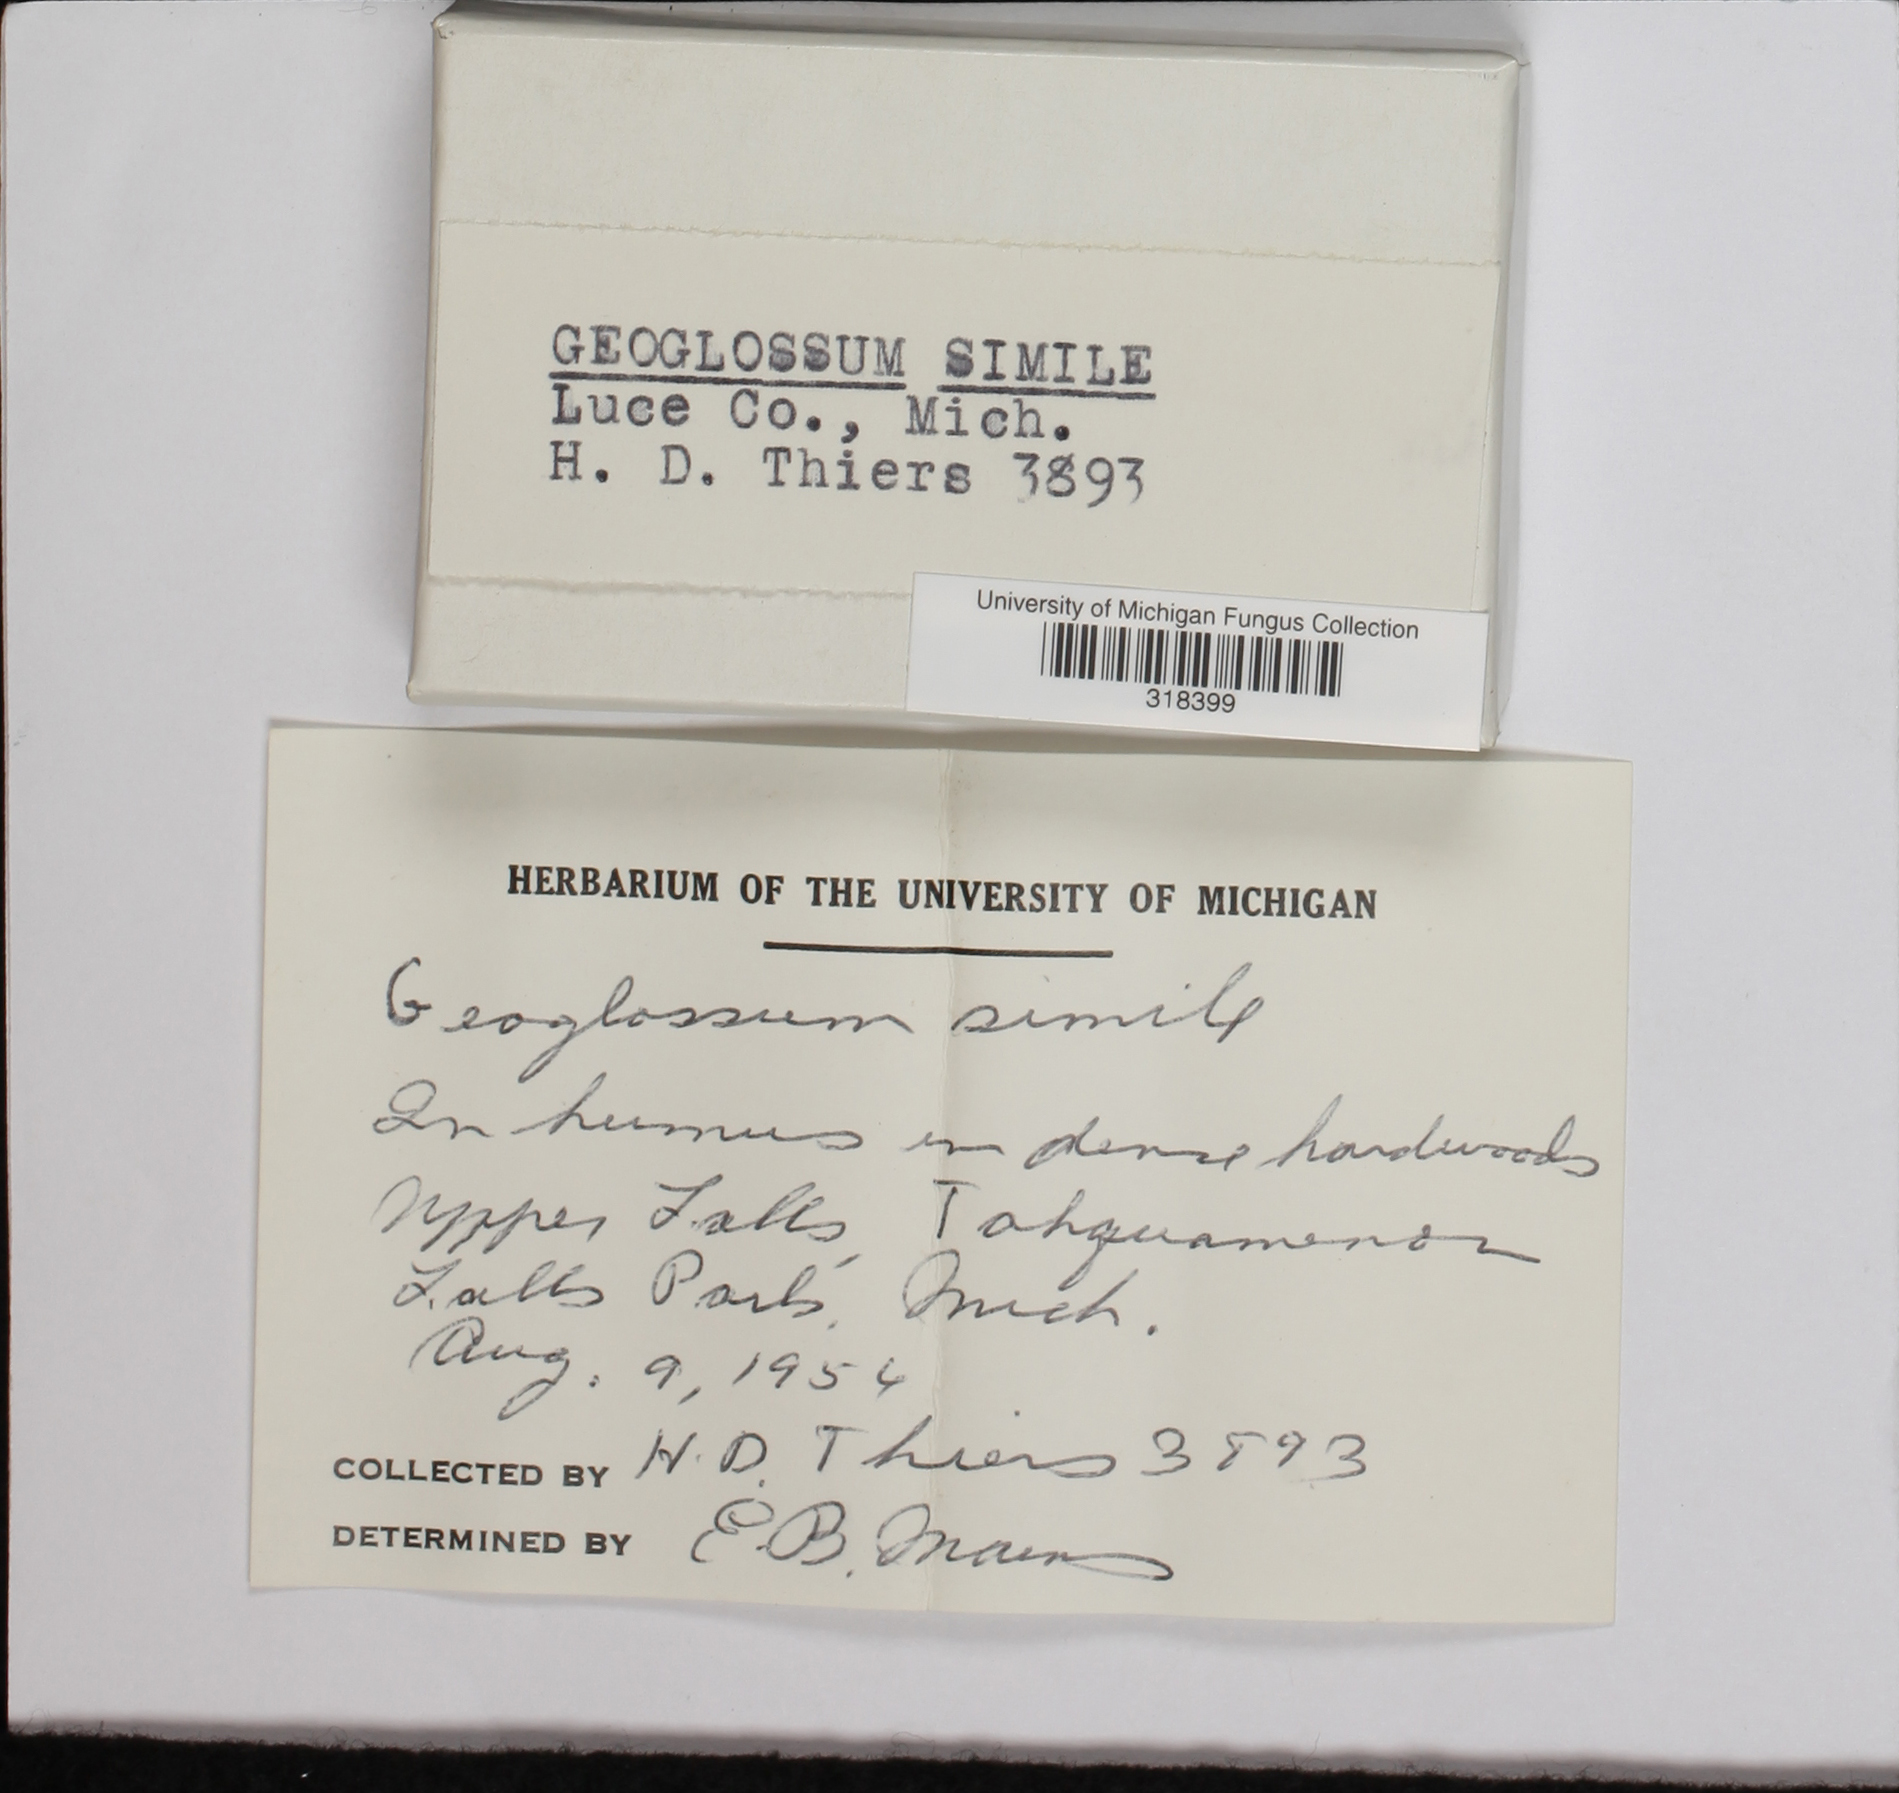 GEOGLOSSUM SIMILE
Luce Co., Mich.
H. D. Thiers 3893
University of Michigan Fungus Collection
318399
HERBARIUM OF THE UNIVERSITY OF MICHIGAN
Geoglossum simile
In humus in dense hardwoods
Upper Falls, Tahquamenon
Falls Park, Mich.
Aug. 9, 1954
COLLECTED BY H. D. Thiers 3893
DETERMINED BY E. B. Mains